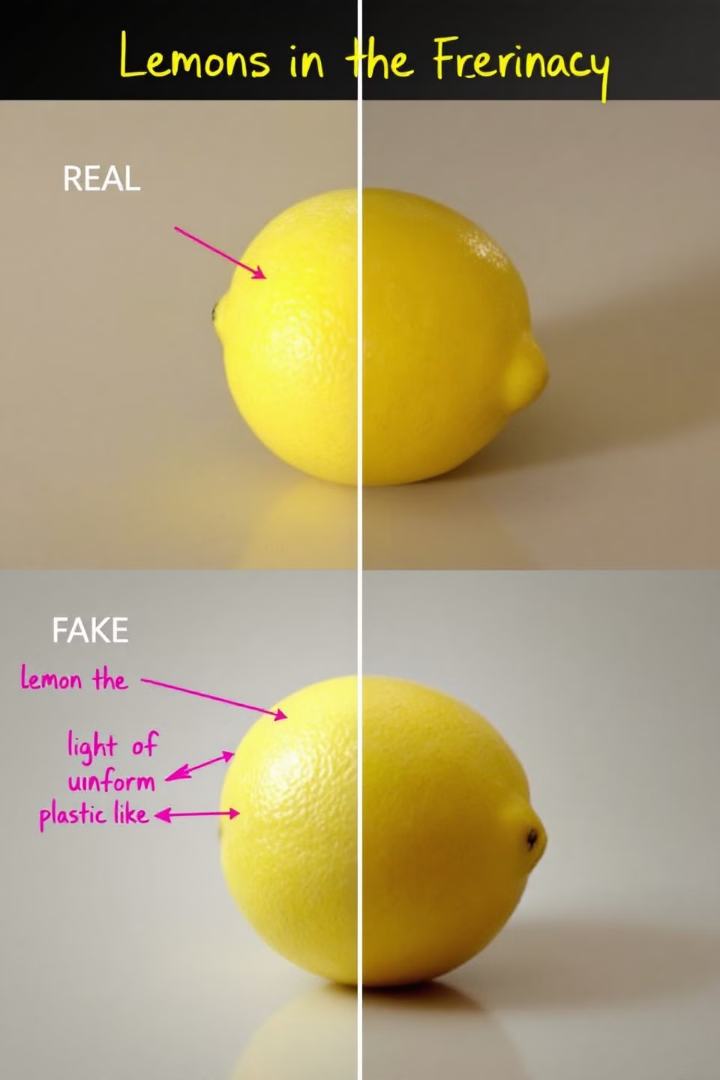 Lemons in the Frerinacy
REAL
FAKE
Lemon the
light of
uinform
plastic like